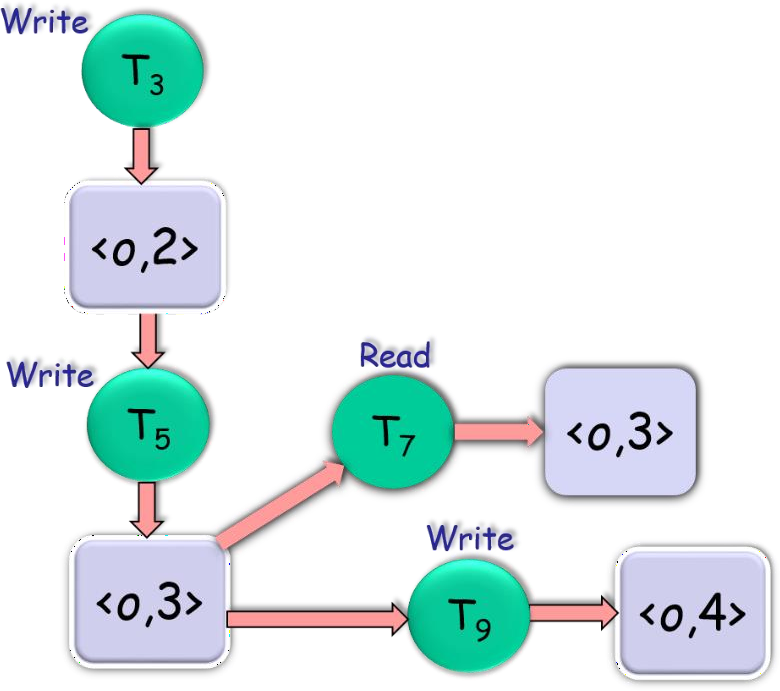 Write
T₃
<o,2>
Write
T₅
Read
T₇
<o,3>
<o,3>
Write
T₉
<o,4>